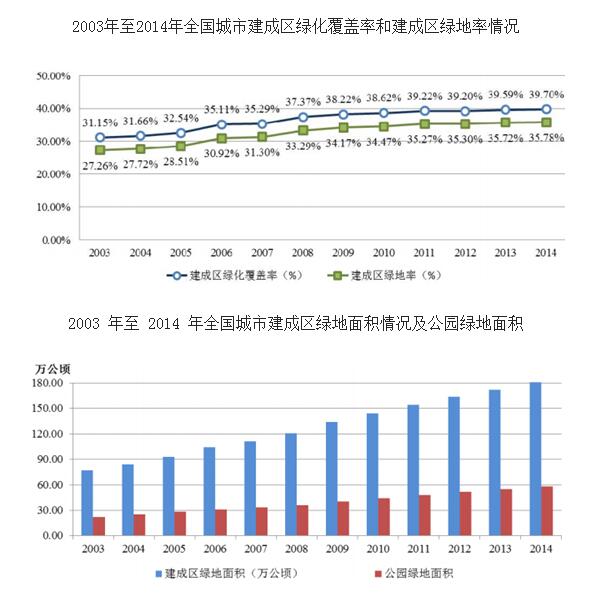 2003年至2014年全国城市建成区绿化覆盖率和建成区绿地率情况
50.00%
40.00%
30.00%
20.00%
10.00%
0.00%
31.15% 31.66% 32.54% 35.11% 35.29% 37.37% 38.22% 38.62% 39.22% 39.20% 39.59% 39.70%
27.26% 27.72% 28.51% 30.92% 31.30% 33.29% 34.17% 34.47% 35.27% 35.30% 35.72% 35.78%
2003 2004 2005 2006 2007 2008 2009 2010 2011 2012 2013 2014
建成区绿化覆盖率（%） 建成区绿地率（%）
2003 年至 2014 年全国城市建成区绿地面积情况及公园绿地面积
万公顷
180.00
150.00
120.00
90.00
60.00
30.00
0.00
2003 2004 2005 2006 2007 2008 2009 2010 2011 2012 2013 2014
建成区绿地面积（万公顷） 公园绿地面积